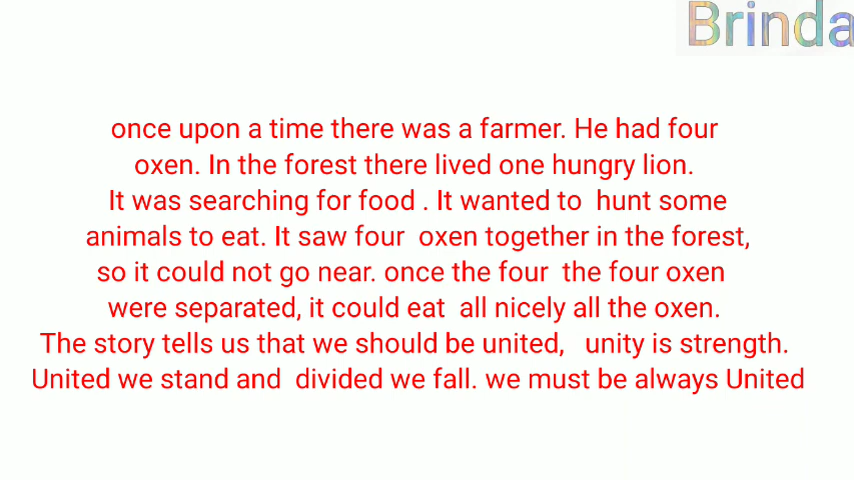 Brinda
once upon a time there was a farmer. He had four
oxen. In the forest there lived one hungry lion.
It was searching for food . It wanted to  hunt some
animals to eat. It saw four  oxen together in the forest,
so it could not go near. once the four  the four oxen
were separated, it could eat  all nicely all the oxen.
The story tells us that we should be united,   unity is strength.
United we stand and  divided we fall. we must be always United